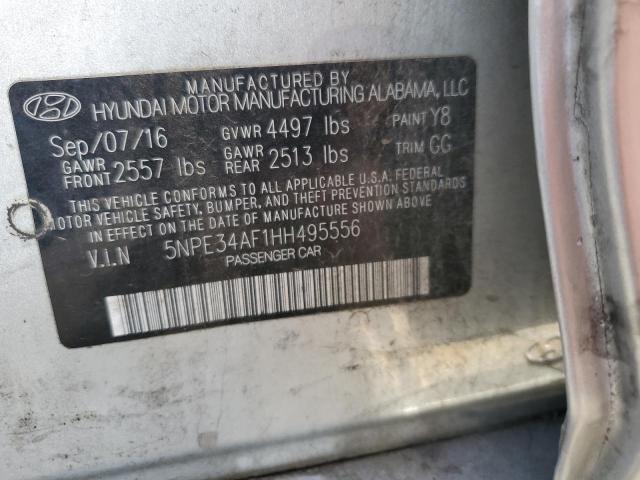 MANUFACTURED BY
HYUNDAI MOTOR MANUFACTURING ALABAMA, LLC
Sep/07/16 GVWR 4497 lbs PAINT Y8
GAWR FRONT 2557 lbs GAWR REAR 2513 lbs TRIM GG
THIS VEHICLE CONFORMS TO ALL APPLICABLE U.S.A. FEDERAL
MOTOR VEHICLE SAFETY, BUMPER, AND THEFT PREVENTION STANDARDS
IN EFFECT ON THE DATE OF MANUFACTURE SHOWN ABOVE.
V.I.N 5NPE34AF1HH495556
PASSENGER CAR